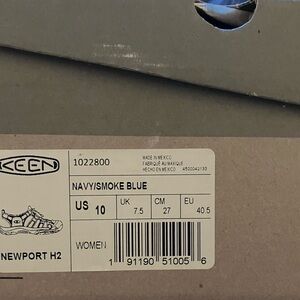 KEEN
1022800
MADE IN MEXICO
FABRIQUÉ AU MEXIQUE
HECHO EN MEXICO
NAVY/SMOKE BLUE
US 10
UK 7.5
CM 27
EU 40.5
NEWPORT H2
WOMEN
1 91190 51005 6